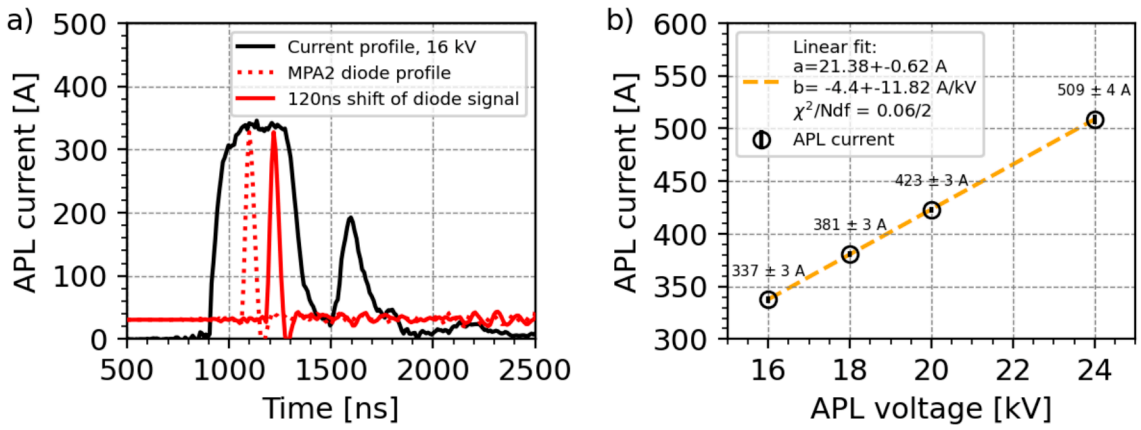 a)
500
400
300
200
100
0
APL current [A]
Current profile, 16 kV
MPA2 diode profile
120ns shift of diode signal
500
1000
1500
2000
2500
Time [ns]
b)
600
550
500
450
400
350
300
APL current [A]
Linear fit:
a=21.38+-0.62 A
b= -4.4+-11.82 A/kV
χ²/Ndf = 0.06/2
APL current
509 ± 4 A
423 ± 3 A
381 ± 3 A
337 ± 3 A
16
18
20
22
24
APL voltage [kV]